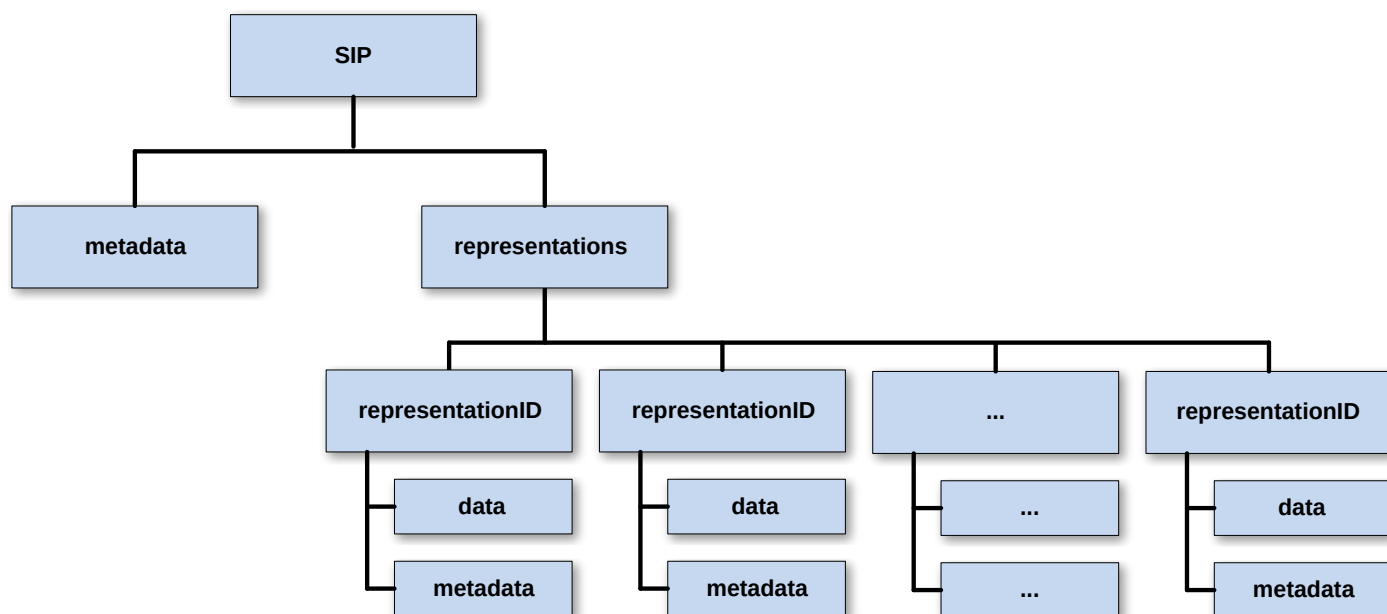 SIP
metadata
representations
representationID
representationID
...
representationID
data
data
...
data
metadata
metadata
...
metadata